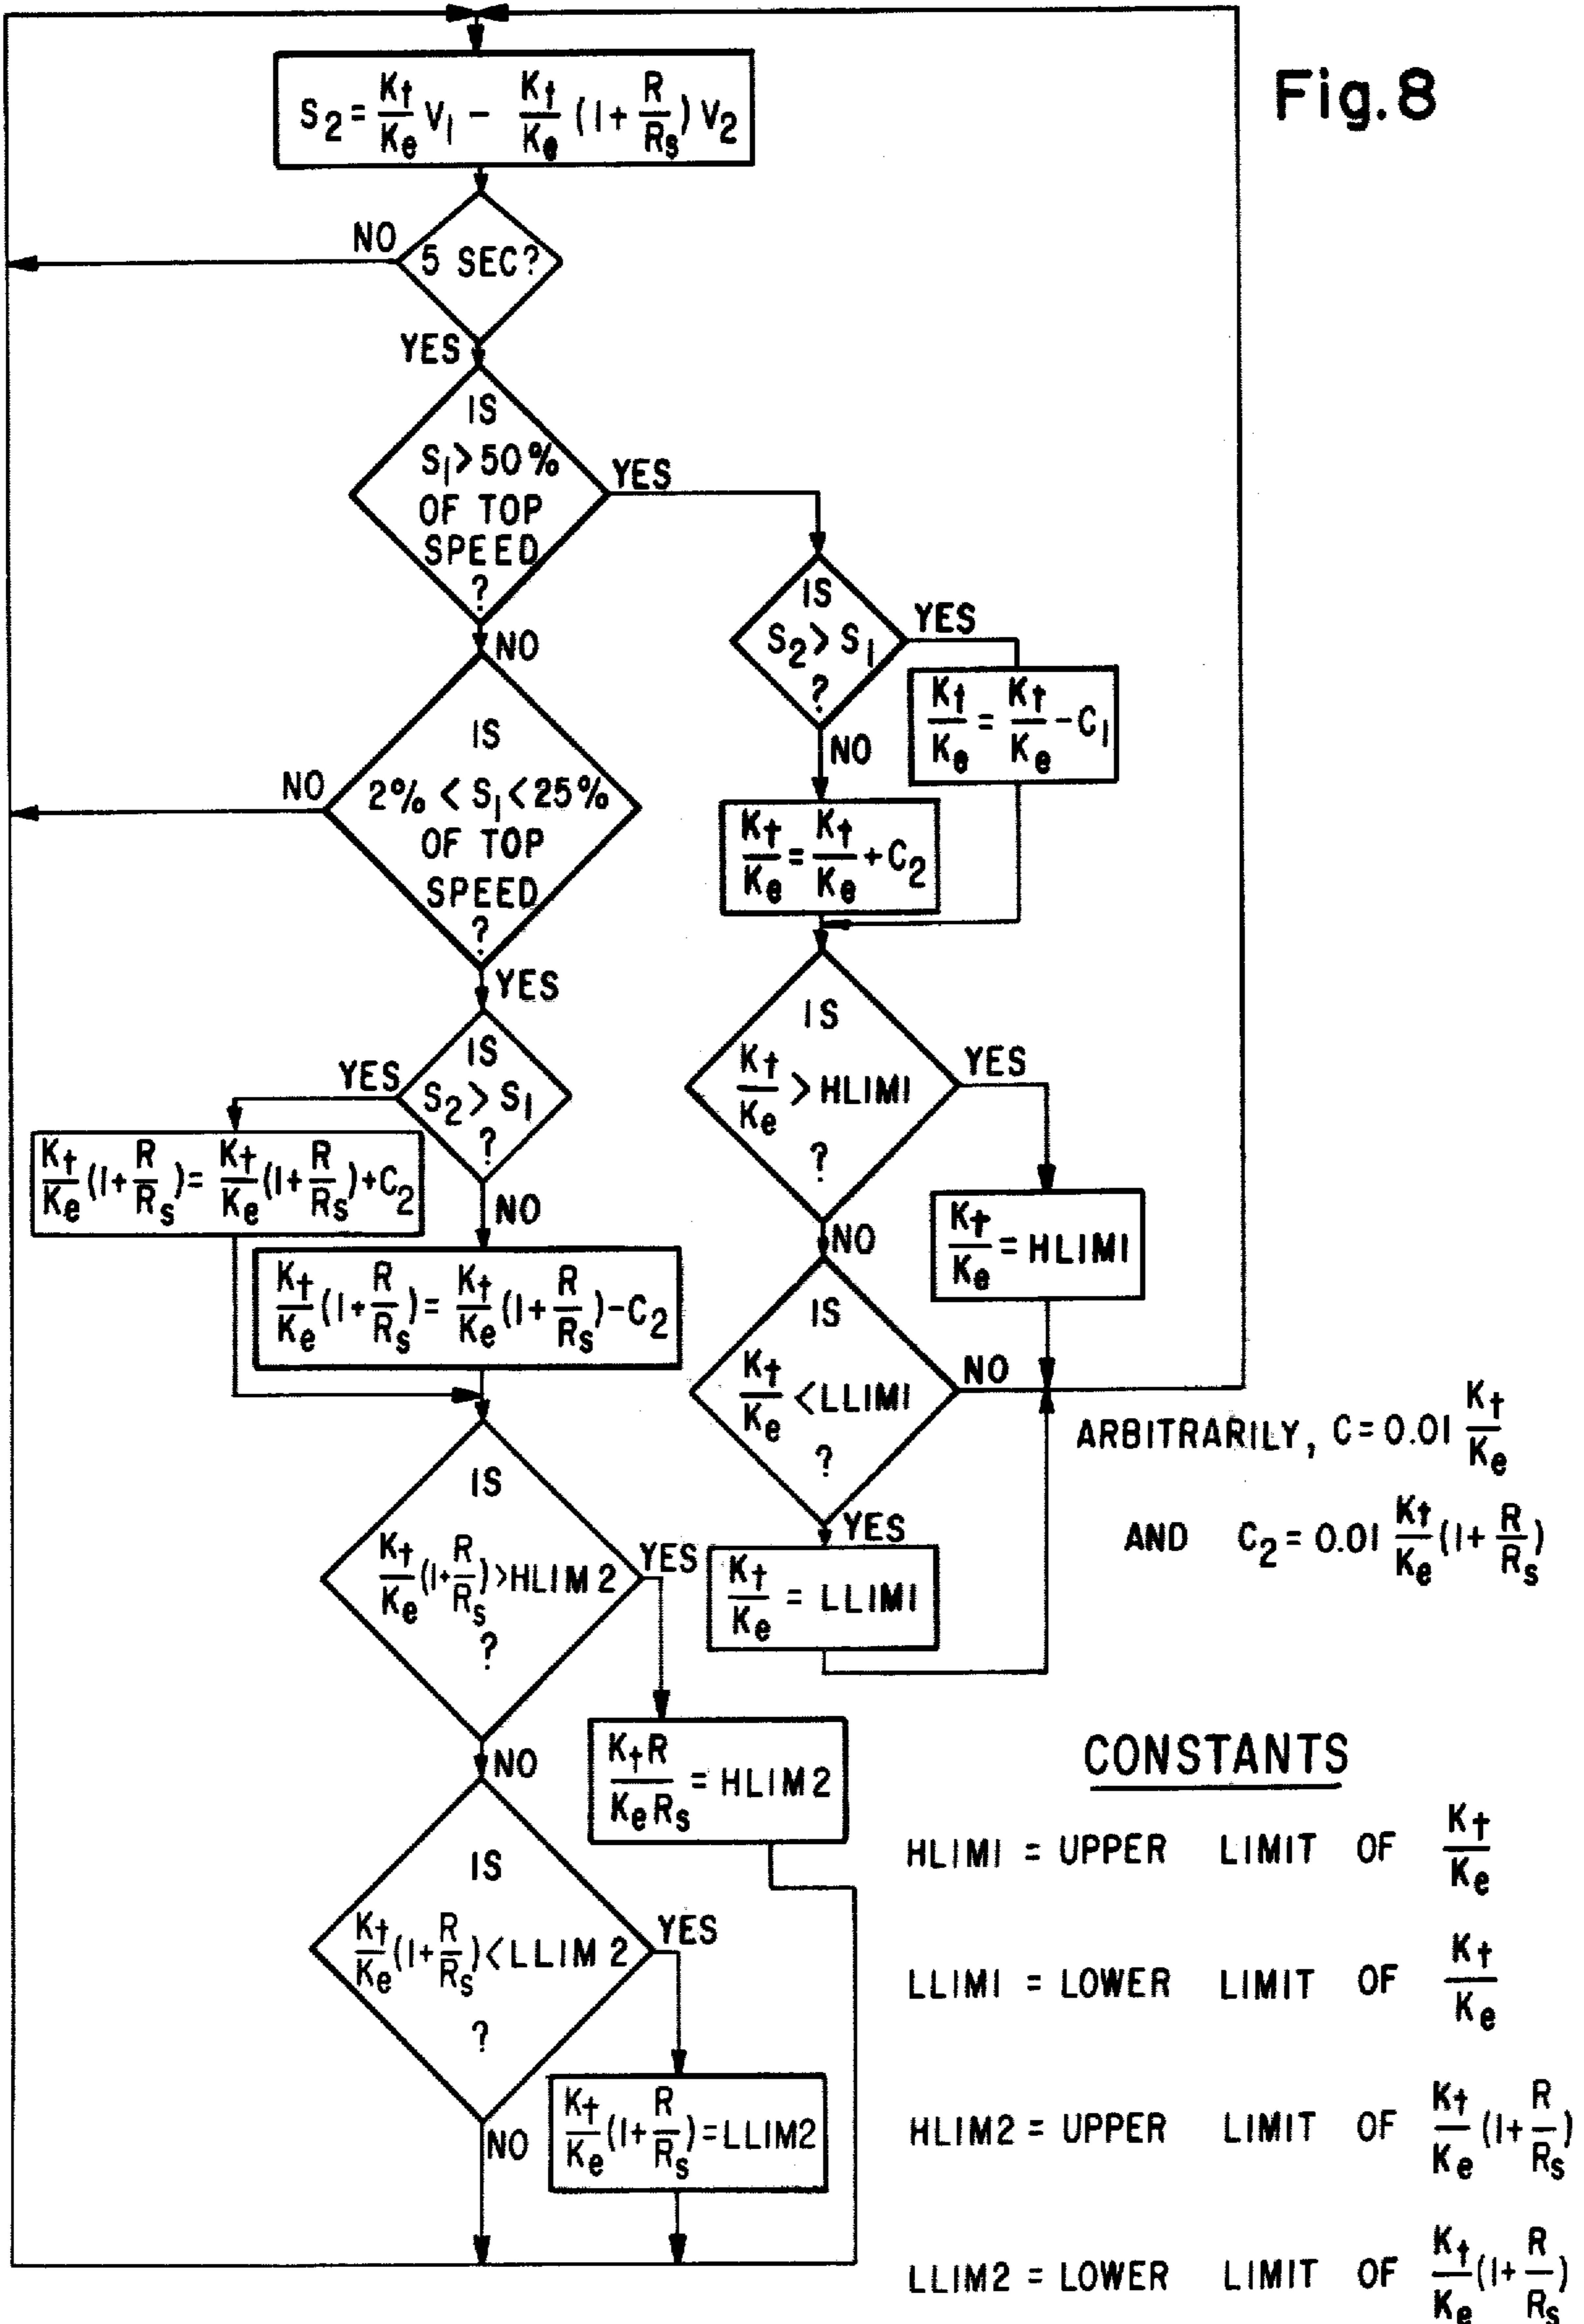 Fig.8
S₂ = Kt/Ke V₁ - Kt/Ke (1+ R/Rs) V₂
5 SEC?
NO
YES
IS
S₁ > 50%
OF TOP
SPEED
?
YES
NO
IS
S₂ > S₁
?
YES
Kt/Ke = Kt/Ke - C₁
NO
Kt/Ke = Kt/Ke + C₂
IS
2% < S₁ < 25%
OF TOP
SPEED
?
NO
YES
IS
S₂ > S₁
?
YES
Kt/Ke (1+ R/Rs) = Kt/Ke (1+ R/Rs) + C₂
NO
Kt/Ke (1+ R/Rs) = Kt/Ke (1+ R/Rs) - C₂
IS
Kt/Ke > HLIM1
?
YES
Kt/Ke = HLIM1
NO
IS
Kt/Ke < LLIM1
?
NO
YES
Kt/Ke = LLIM1
ARBITRARILY, C = 0.01 Kt/Ke
AND C₂ = 0.01 Kt/Ke (1+ R/Rs)
IS
Kt/Ke (1+ R/Rs) > HLIM2
?
YES
KtR/KeRs = HLIM2
NO
IS
Kt/Ke (1+ R/Rs) < LLIM2
?
YES
Kt/Ke (1+ R/Rs) = LLIM2
NO
CONSTANTS
HLIM1 = UPPER LIMIT OF Kt/Ke
LLIM1 = LOWER LIMIT OF Kt/Ke
HLIM2 = UPPER LIMIT OF Kt/Ke (1+ R/Rs)
LLIM2 = LOWER LIMIT OF Kt/Ke (1+ R/Rs)